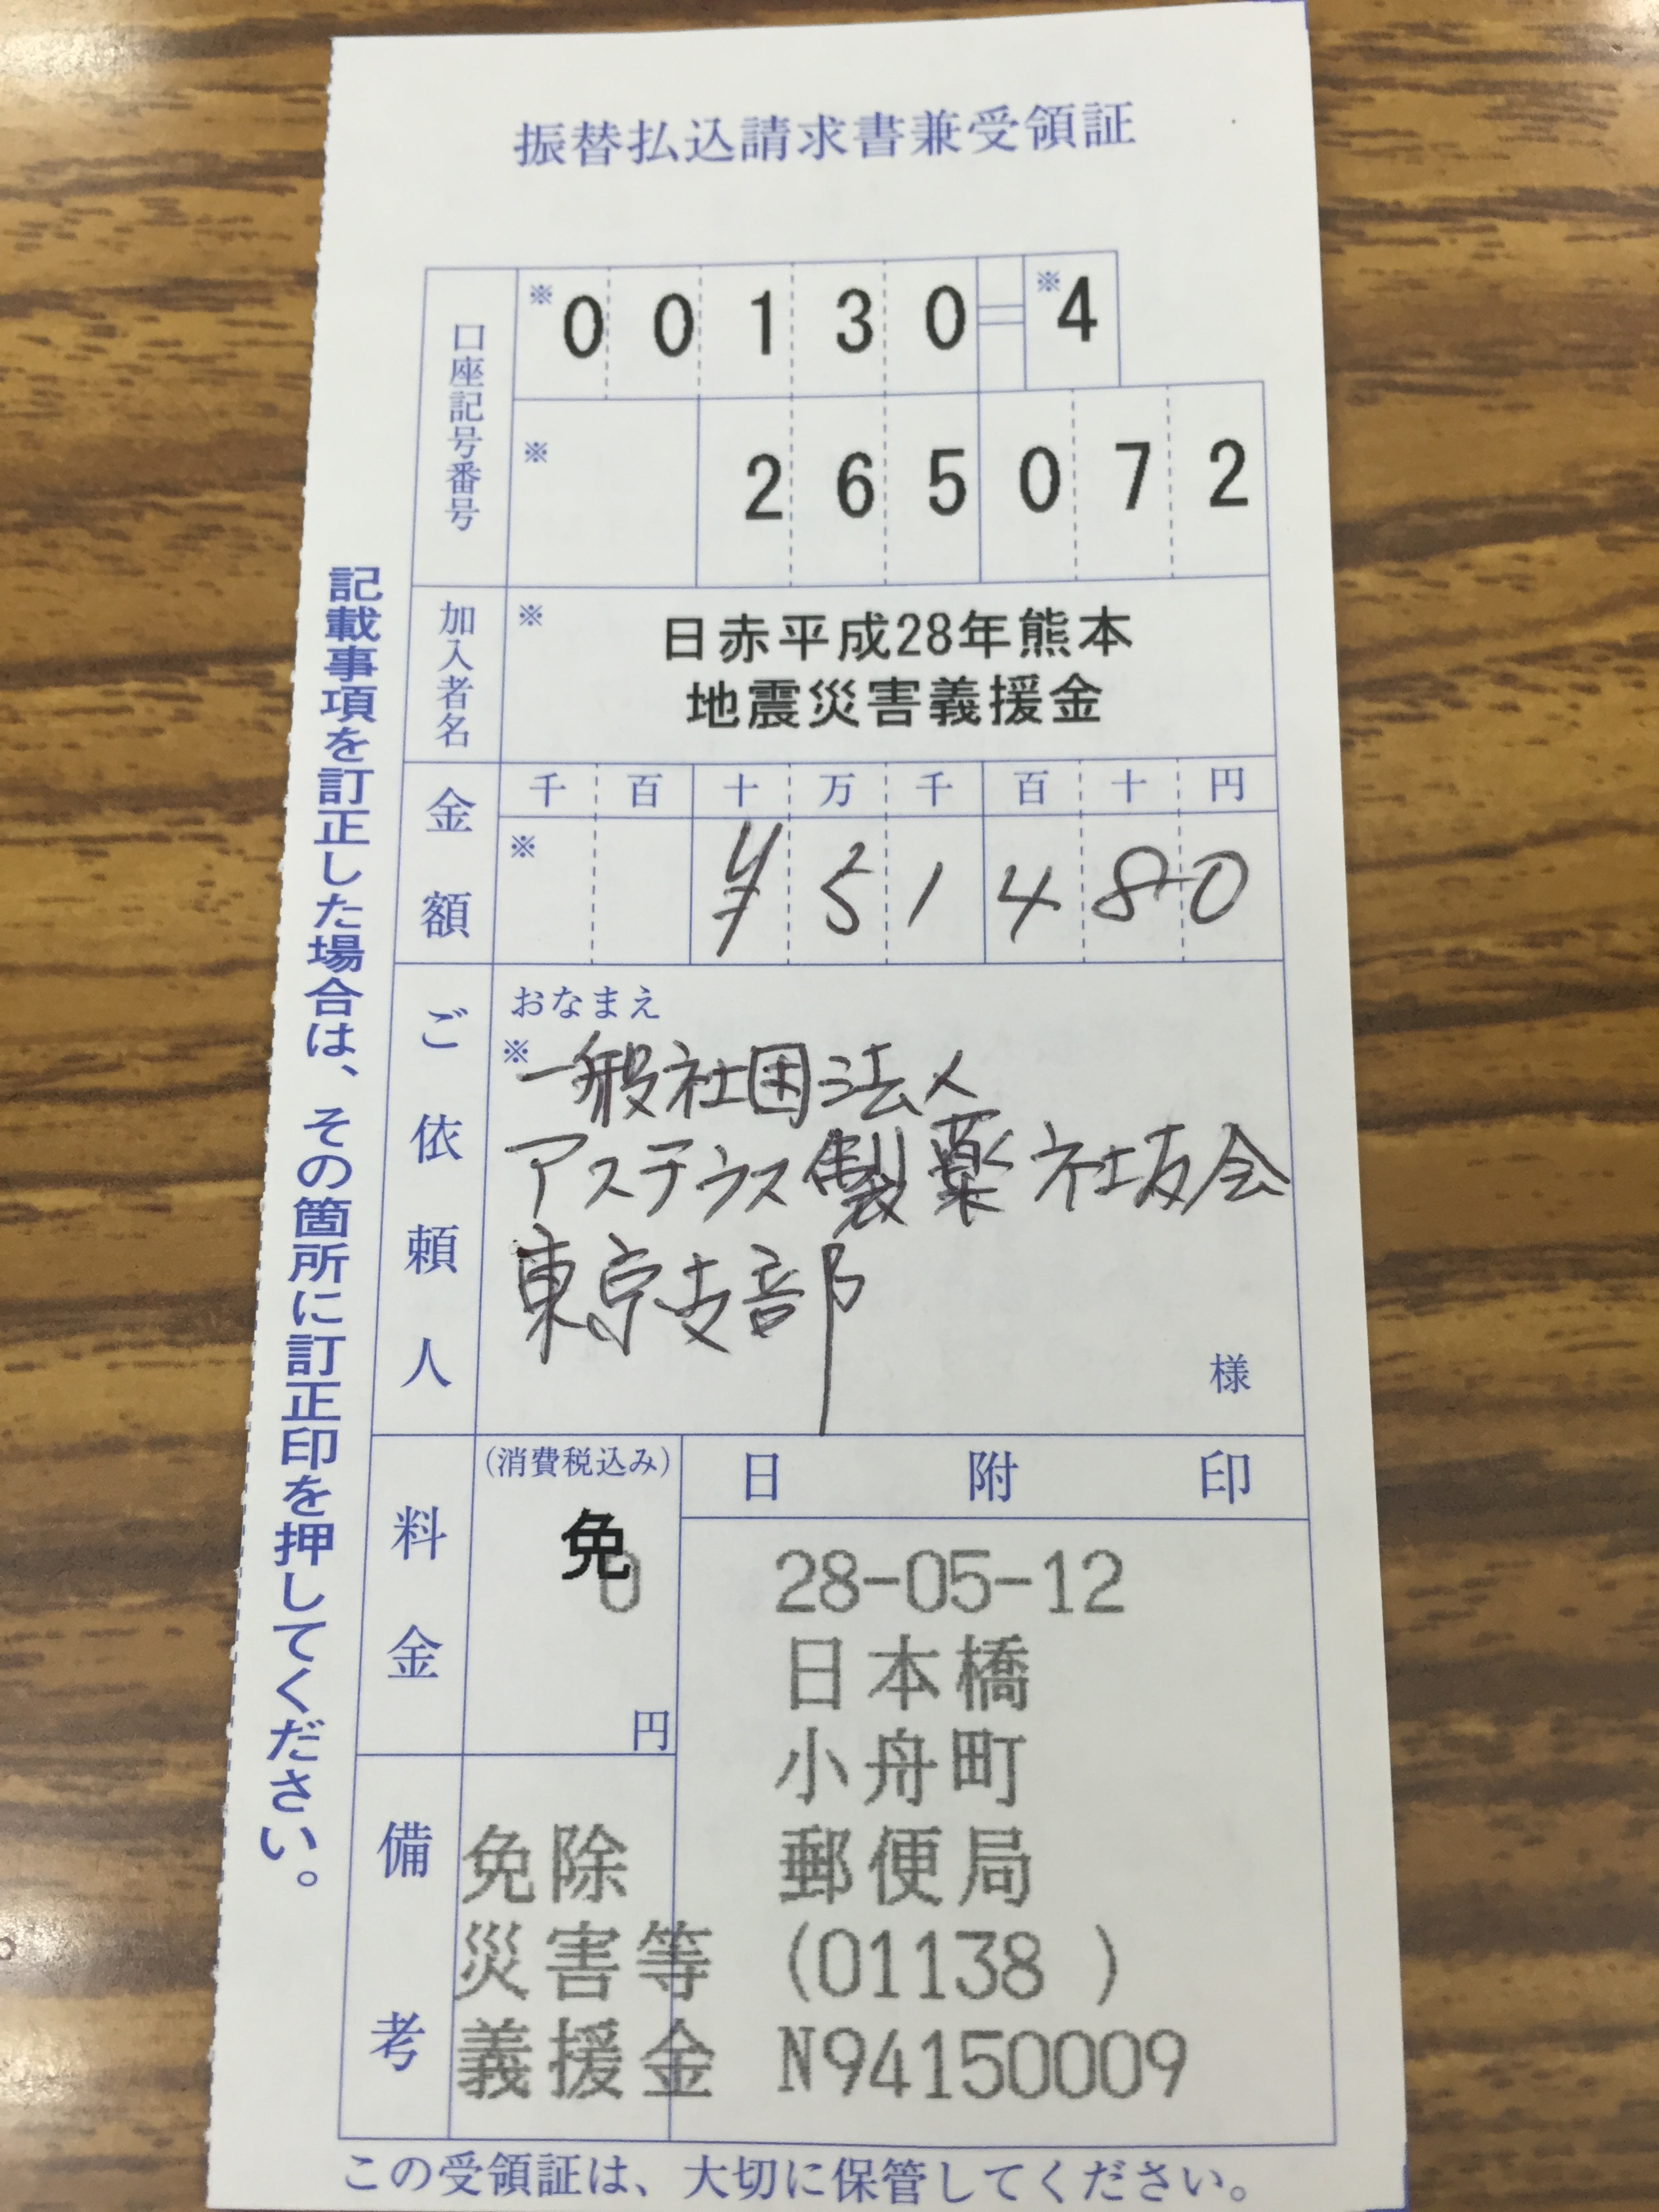 振替払込請求書兼受領証
口座記号番号
※00130=※4
※265072
加入者名
※日赤平成28年熊本
地震災害義援金
金額
千百十万千百十円
※¥51480
ご依頼人
おなまえ
※一般社団法人
アステラス製薬社友会
東京支部
様
料金
(消費税込み)
免
0
円
日附印
28-05-12
日本橋
小舟町
郵便局
(01138 )
N94150009
備考
免除
災害等
義援金
記載事項を訂正した場合は、その箇所に訂正印を押してください。
この受領証は、大切に保管してください。